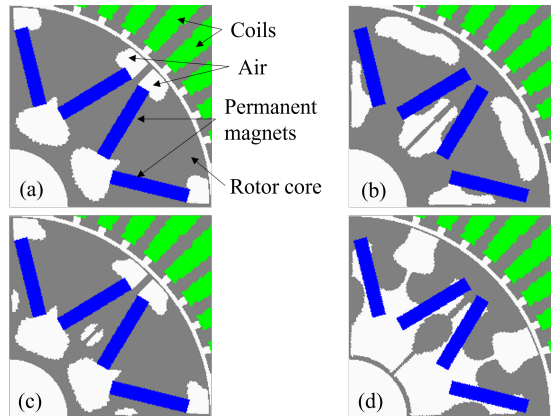 Coils
Air
Permanent
magnets
Rotor core
(a)
(b)
(c)
(d)